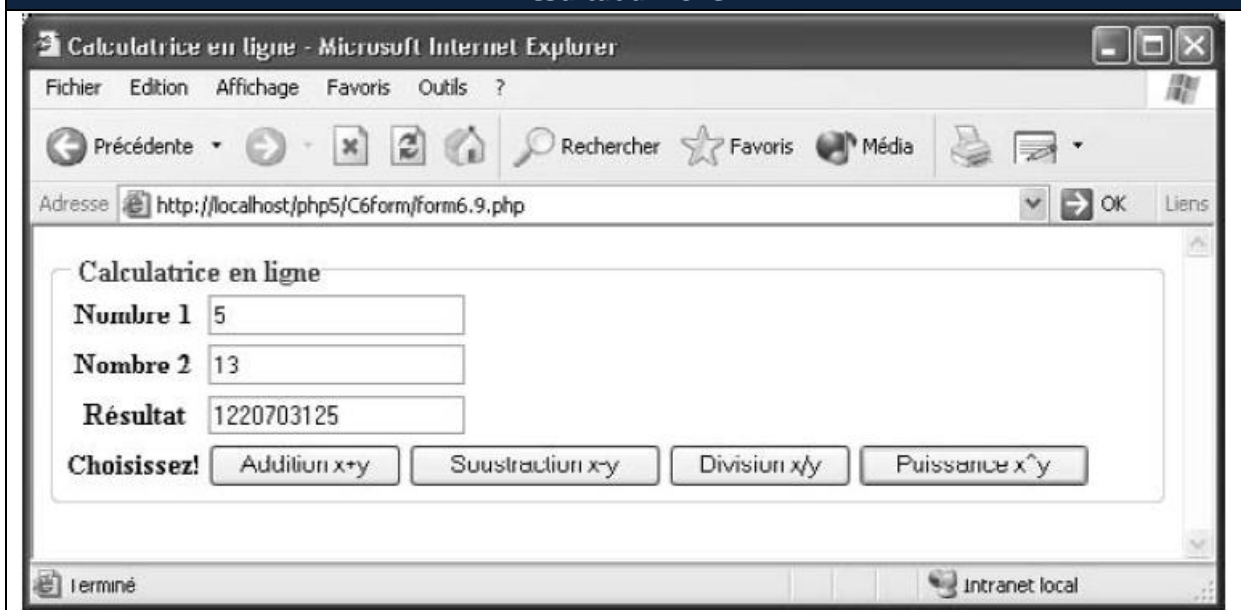 Calculatrice en ligne - Microsoft Internet Explorer
Fichier Edition Affichage Favoris Outils ?
Précédente Rechercher Favoris Média
Adresse http://localhost/php5/C6form/form6.9.php OK Liens
Calculatrice en ligne
Nombre 1 5
Nombre 2 13
Résultat 1220703125
Choisissez! Addition x+y Soustraction x-y Division x/y Puissance x^y
Terminé Intranet local